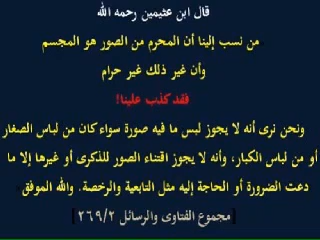 قال ابن عثيمين رحمه الله
من نسب إلينا أن المحرم من الصور هو المجسم
وأن غير ذلك غير حرام
فقد كذب علينا!
ونحن نرى أنه لا يجوز لبس ما فيه صورة سواء كان من لباس الصغار
أو من لباس الكبار، وأنه لا يجوز اقتناء الصور للذكرى أو غيرها إلا ما
دعت الضرورة أو الحاجة إليه مثل التابعية والرخصة. والله الموفق
[مجموع الفتاوى والرسائل ٢٦٩/٢]